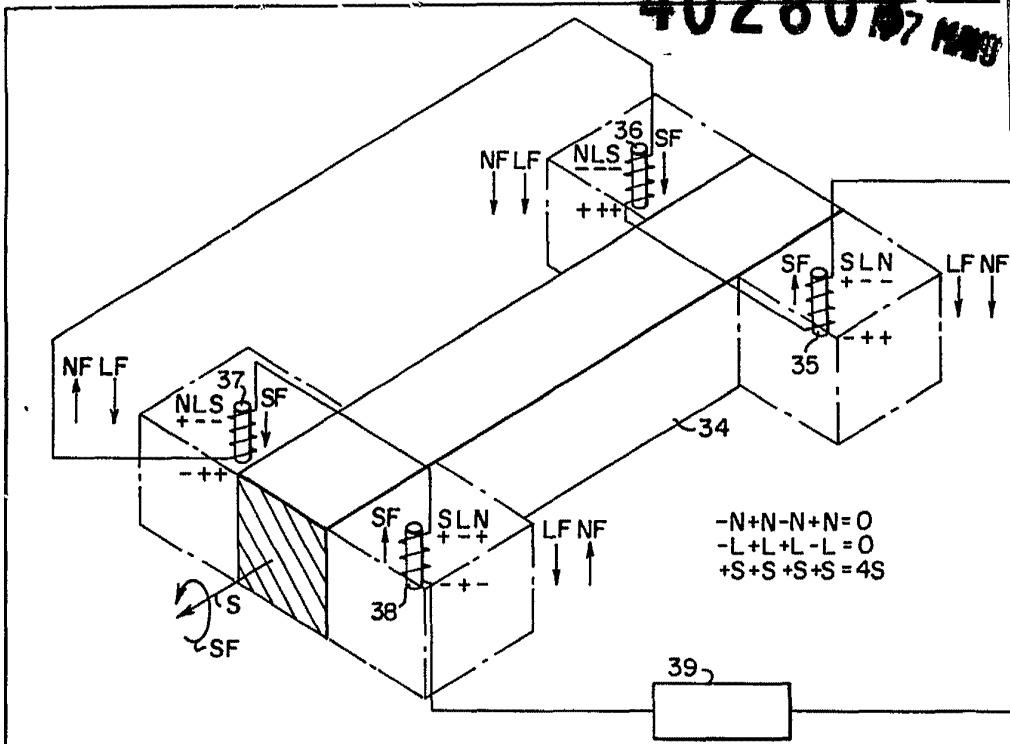 40280
36
SF
NF LF
NLS
---
+++
SF
SLN
+--
LF NF
35
-++
NF LF
37
NLS
SF
+--
-++
34
SF
SLN
+-+
LF NF
-+-
38
-N+N-N+N=0
-L+L+L-L=0
+S+S+S+S=4S
S
SF
39